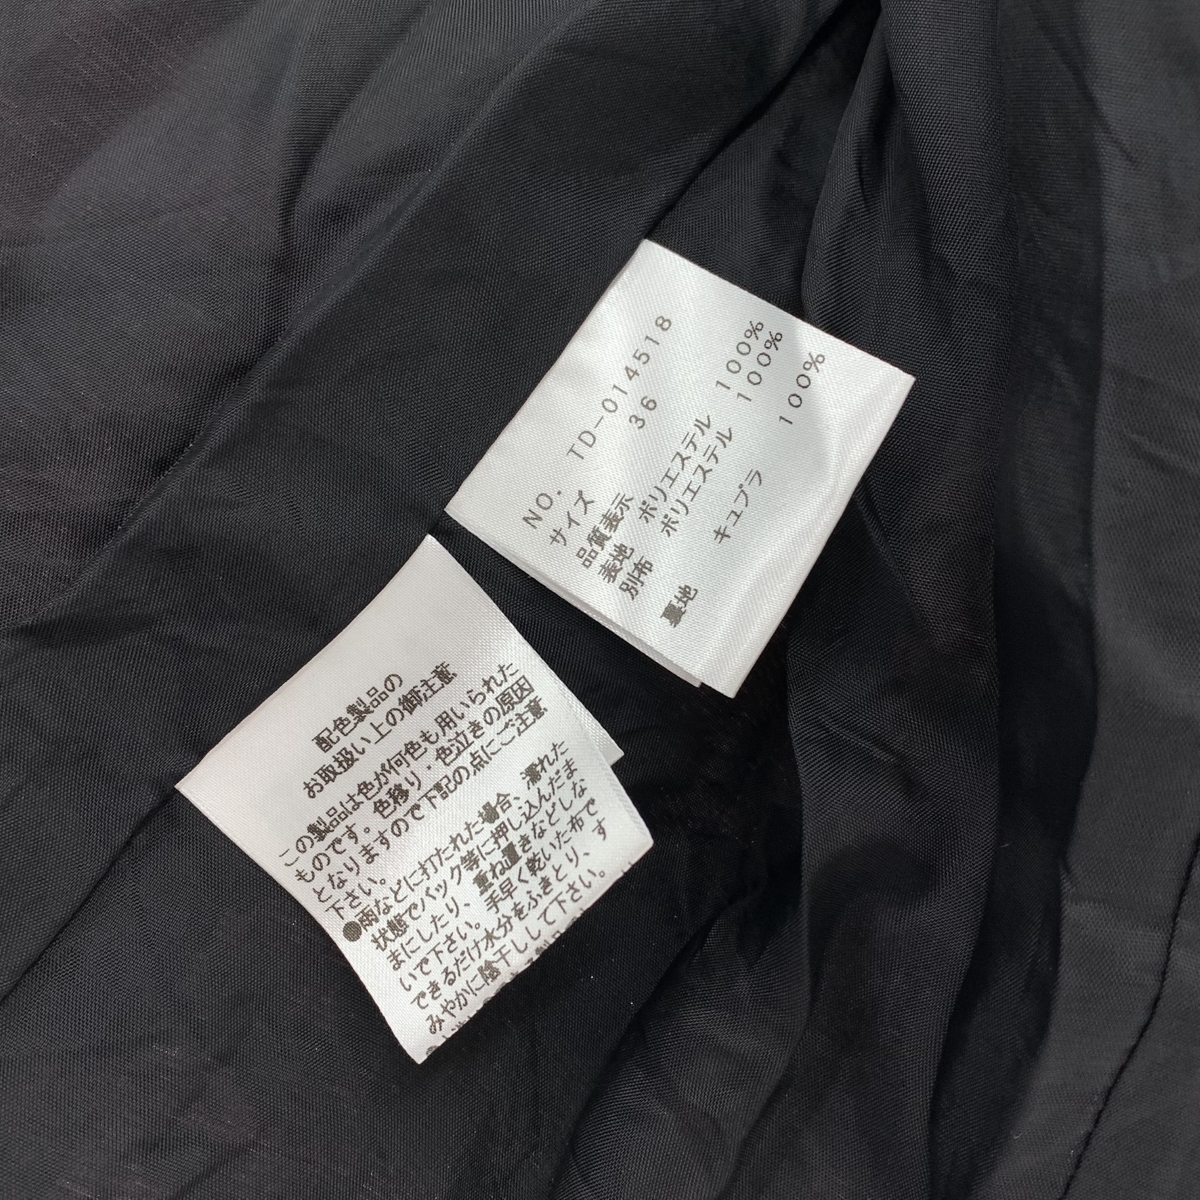 NO. TD-014518
サイズ 36
品質表示
表地 ポリエステル 100%
別布 ポリエステル 100%
裏地 キュプラ 100%
配色製品の
お取扱い上の御注意
この製品は色が何色も用いられた
ものです。色移り・色泣きの原因
となりますので下記の点にご注意
下さい。
●雨などに打たれた場合、濡れた
状態でバック等に押し込んだま
まにしたり、重ね置きなどしな
いで下さい。手早く乾いた布で
できるだけ水分をふきとり、す
みやかに陰干しして下さい。